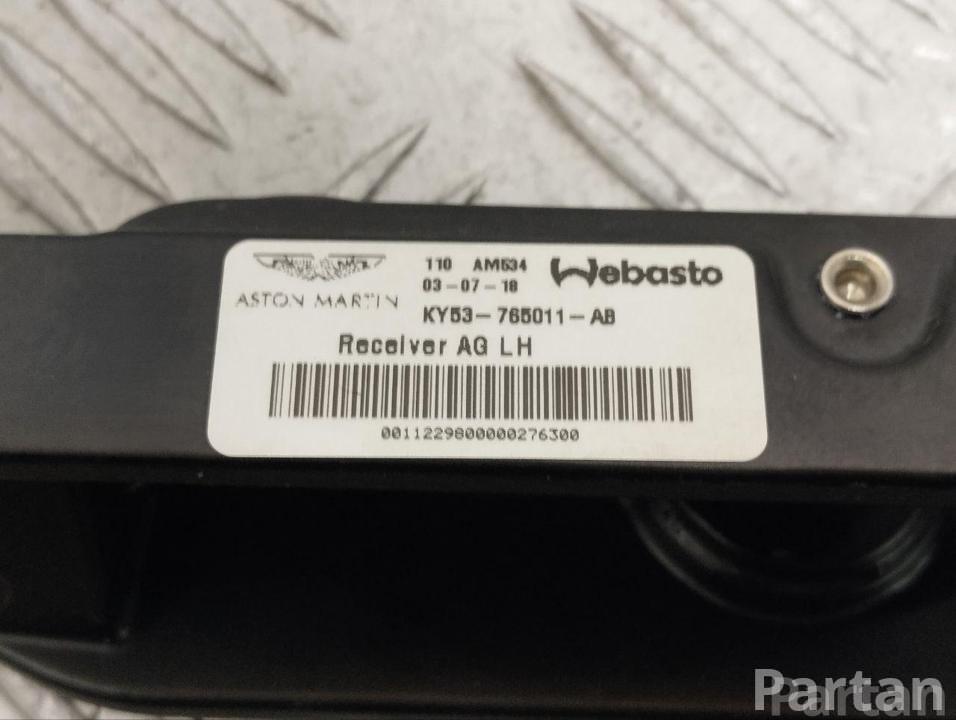 110 AM534
03-07-18
Webasto
ASTON MARTIN
KY53-765011-AB
Receiver AG LH
0011229800000276300
Partan